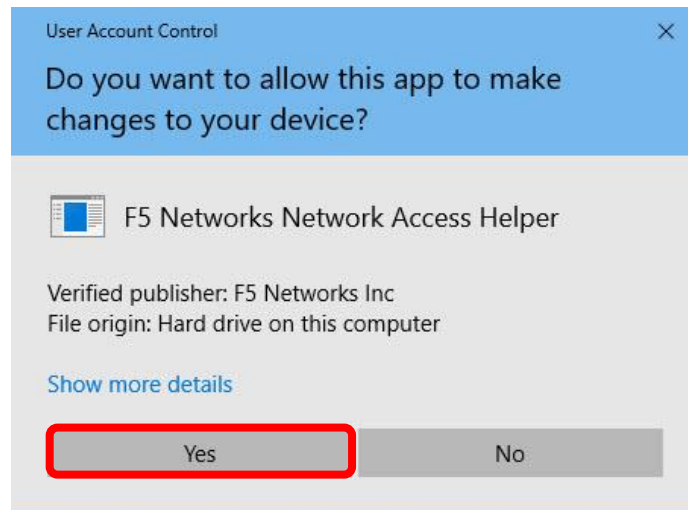 User Account Control
Do you want to allow this app to make
changes to your device?
F5 Networks Network Access Helper
Verified publisher: F5 Networks Inc
File origin: Hard drive on this computer
Show more details
Yes
No